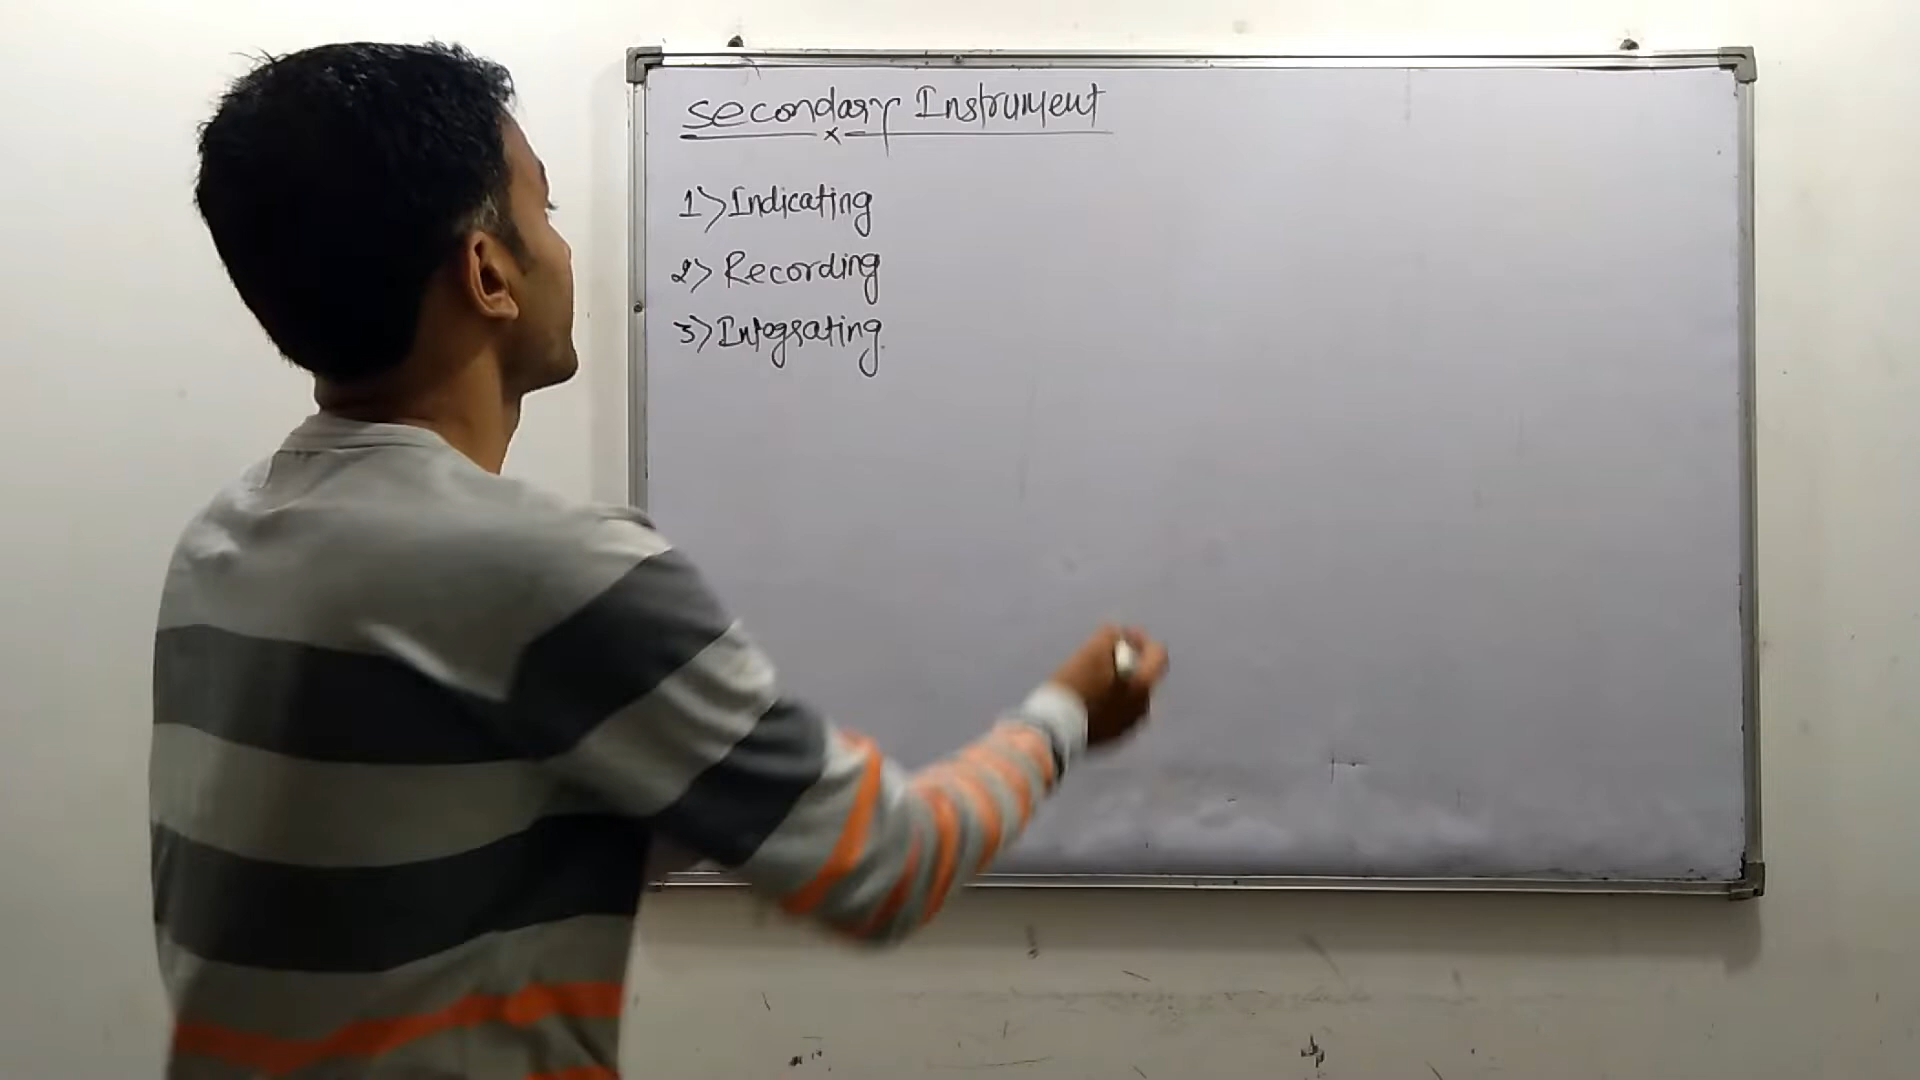 Secondary Instrument
1> Indicating
2> Recording
3> Integrating